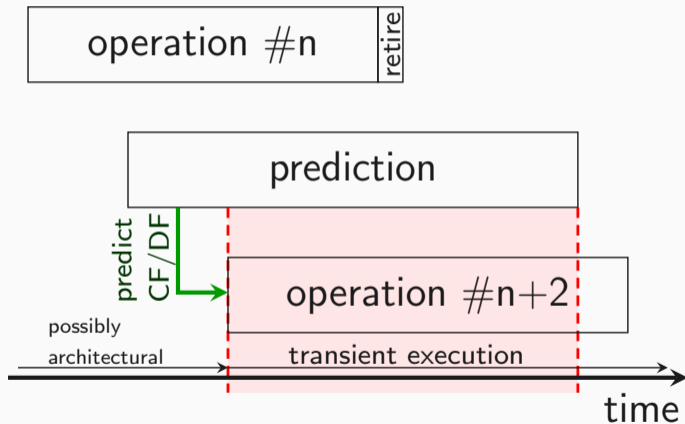 operation #n
retire
prediction
predict
CF/DF
operation #n+2
possibly
architectural
transient execution
time